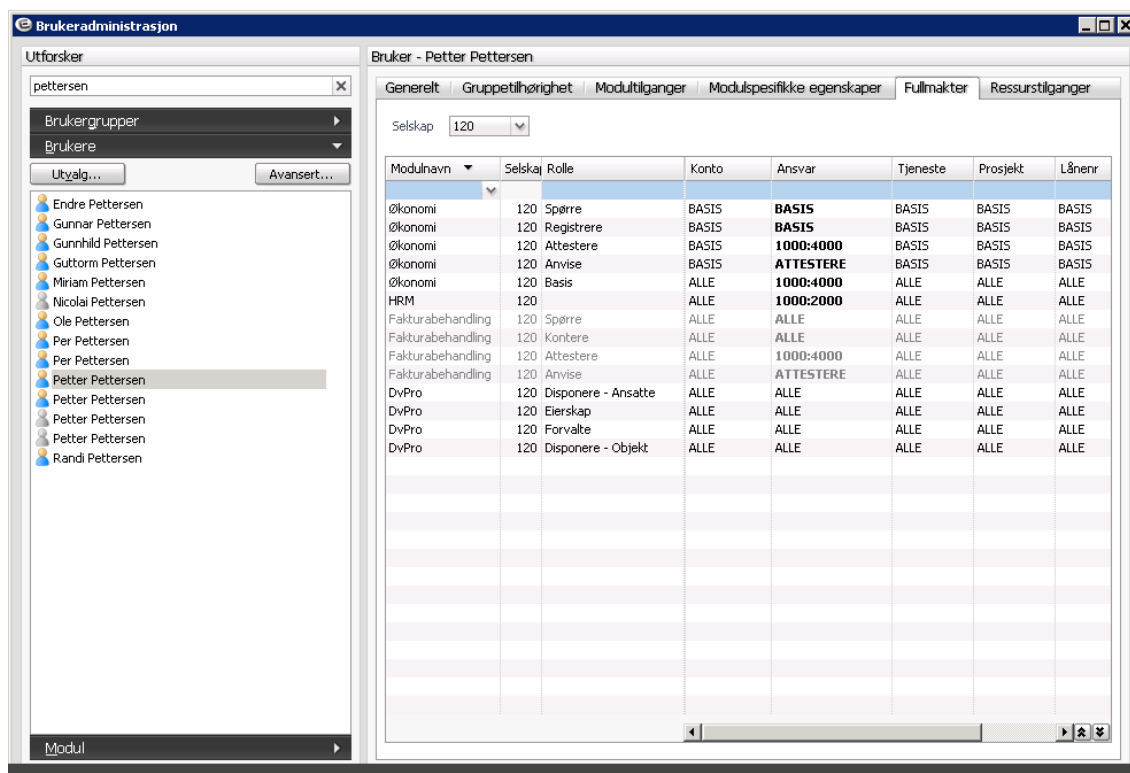 Brukeradministrasjon
Utforsker
pettersen
Brukergrupper
Brukere
Utvalg...
Avansert...
Endre Pettersen
Gunnar Pettersen
Gunnhild Pettersen
Guttorm Pettersen
Miriam Pettersen
Nicolai Pettersen
Ole Pettersen
Per Pettersen
Per Pettersen
Petter Pettersen
Petter Pettersen
Petter Pettersen
Petter Pettersen
Randi Pettersen
Modul
Bruker - Petter Pettersen
Generelt Gruppetilhørighet Modultilganger Modulspesifikke egenskaper Fullmakter Ressurstilganger
Selskap 120
Modulnavn Selskap Rolle Konto Ansvar Tjeneste Prosjekt Lånenr
Økonomi 120 Spørre BASIS BASIS BASIS BASIS BASIS
Økonomi 120 Registrere BASIS BASIS BASIS BASIS BASIS
Økonomi 120 Attestere BASIS 1000:4000 BASIS BASIS BASIS
Økonomi 120 Anvise BASIS ATTESTERE BASIS BASIS BASIS
Økonomi 120 Basis ALLE 1000:4000 ALLE ALLE ALLE
HRM 120 ALLE 1000:2000 ALLE ALLE ALLE
Fakturabehandling 120 Spørre ALLE ALLE ALLE ALLE ALLE
Fakturabehandling 120 Kontere ALLE ALLE ALLE ALLE ALLE
Fakturabehandling 120 Attestere ALLE 1000:4000 ALLE ALLE ALLE
Fakturabehandling 120 Anvise ALLE ATTESTERE ALLE ALLE ALLE
DvPro 120 Disponere - Ansatte ALLE ALLE ALLE ALLE ALLE
DvPro 120 Eierskap ALLE ALLE ALLE ALLE ALLE
DvPro 120 Forvalte ALLE ALLE ALLE ALLE ALLE
DvPro 120 Disponere - Objekt ALLE ALLE ALLE ALLE ALLE